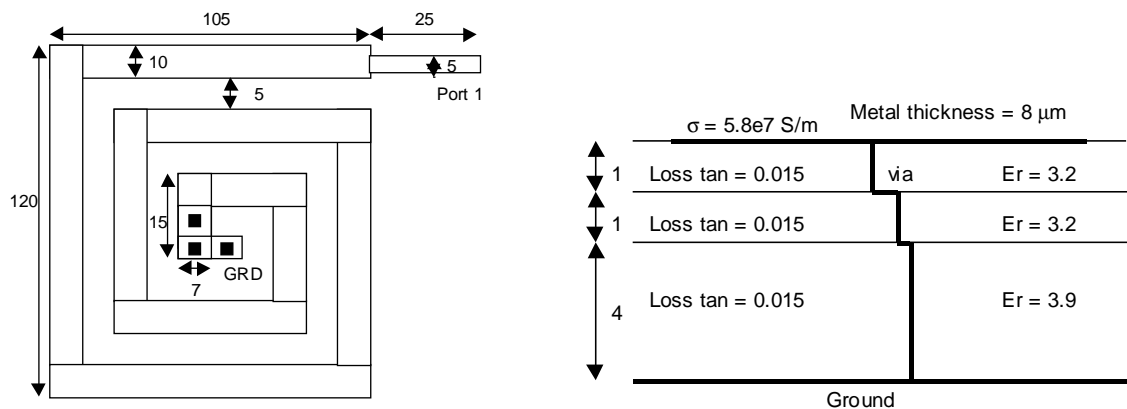 105
25
10
5
Port 1
5
120
15
GRD
7
Metal thickness = 8 μm
σ = 5.8e7 S/m
1
Loss tan = 0.015
via
Er = 3.2
1
Loss tan = 0.015
Er = 3.2
4
Loss tan = 0.015
Er = 3.9
Ground